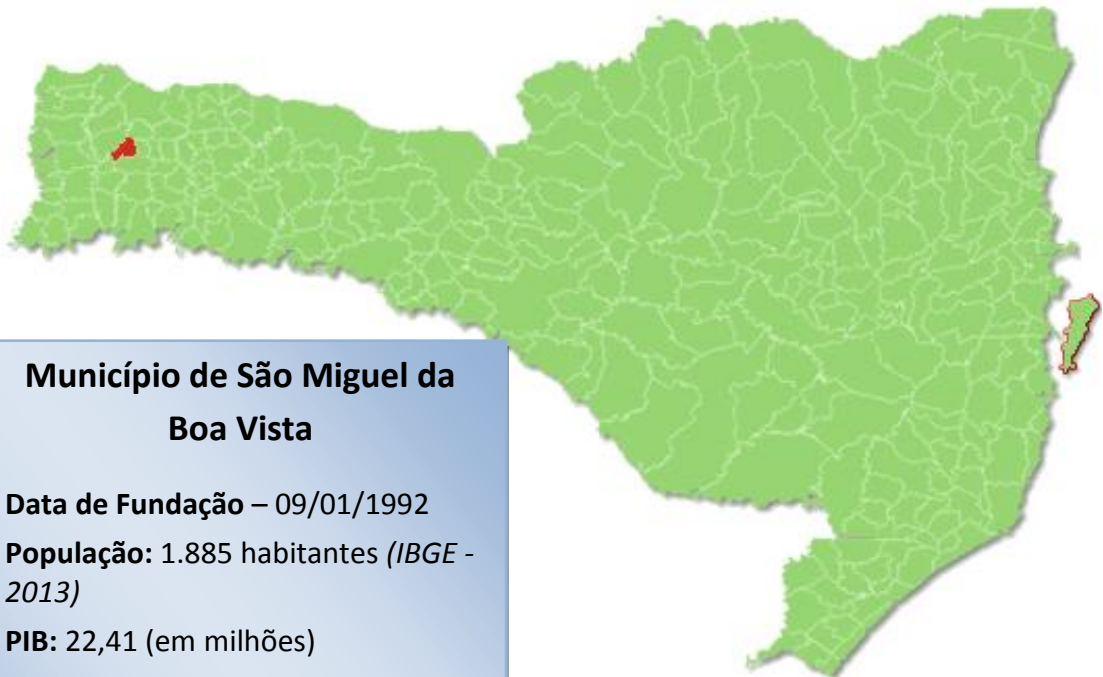 Município de São Miguel da
Boa Vista
Data de Fundação – 09/01/1992
População: 1.885 habitantes (IBGE -
2013)
PIB: 22,41 (em milhões)